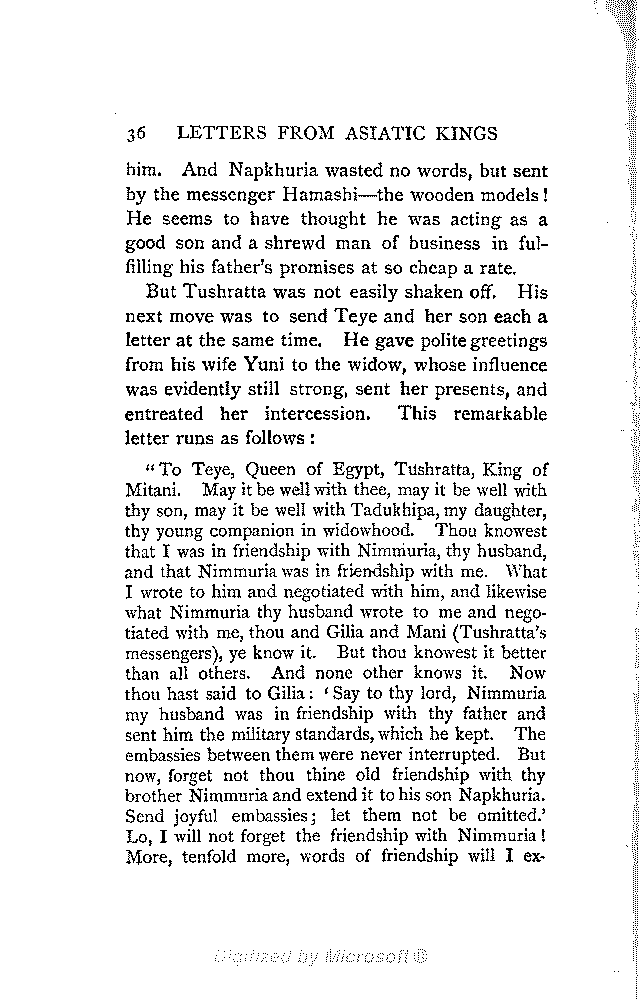 36 LETTERS FROM ASIATIC KINGS
him. And Napkhuria wasted no words, but sent
by the messenger Hamashi—the wooden models!
He seems to have thought he was acting as a
good son and a shrewd man of business in ful-
filling his father's promises at so cheap a rate.
But Tushratta was not easily shaken off. His
next move was to send Teye and her son each a
letter at the same time. He gave polite greetings
from his wife Yuni to the widow, whose influence
was evidently still strong, sent her presents, and
entreated her intercession. This remarkable
letter runs as follows:
"To Teye, Queen of Egypt, Tushratta, King of
Mitani. May it be well with thee, may it be well with
thy son, may it be well with Tadukhipa, my daughter,
thy young companion in widowhood. Thou knowest
that I was in friendship with Nimmuria, thy husband,
and that Nimmuria was in friendship with me. What
I wrote to him and negotiated with him, and likewise
what Nimmuria thy husband wrote to me and nego-
tiated with me, thou and Gilia and Mani (Tushratta's
messengers), ye know it. But thou knowest it better
than all others. And none other knows it. Now
thou hast said to Gilia: 'Say to thy lord, Nimmuria
my husband was in friendship with thy father and
sent him the military standards, which he kept. The
embassies between them were never interrupted. But
now, forget not thou thine old friendship with thy
brother Nimmuria and extend it to his son Napkhuria.
Send joyful embassies; let them not be omitted.'
Lo, I will not forget the friendship with Nimmuria!
More, tenfold more, words of friendship will I ex-
Digitized by Microsoft ®